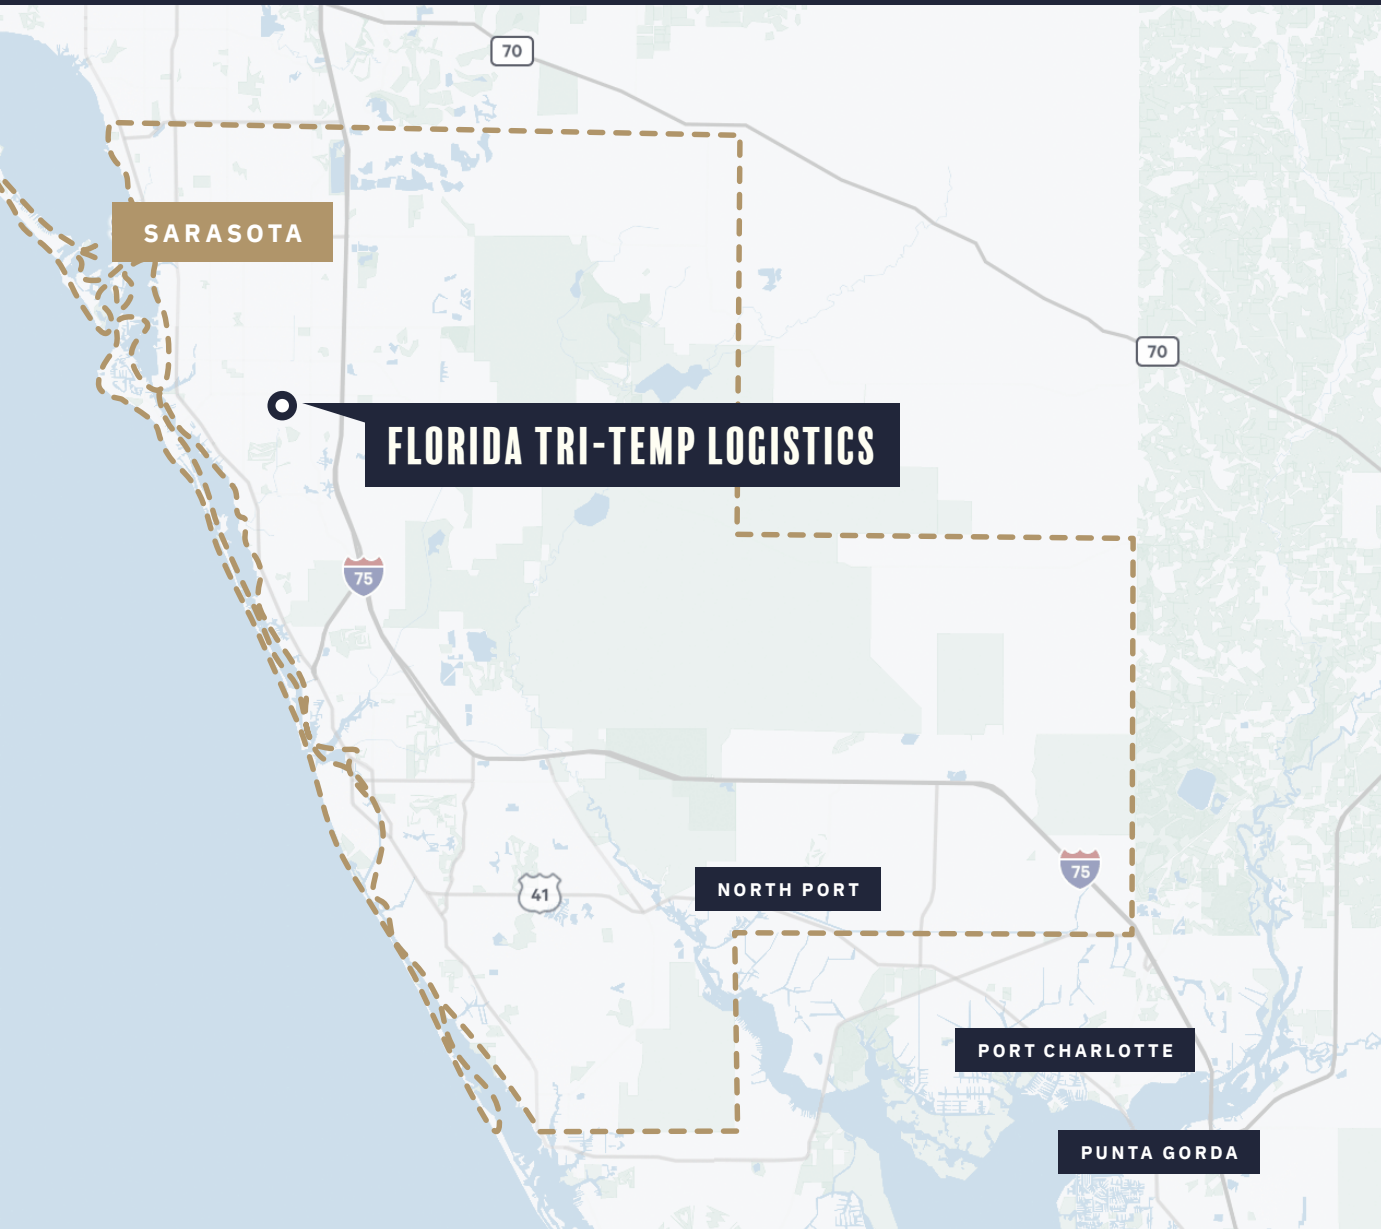 70
SARASOTA
70
FLORIDA TRI-TEMP LOGISTICS
75
75
41
NORTH PORT
PORT CHARLOTTE
PUNTA GORDA